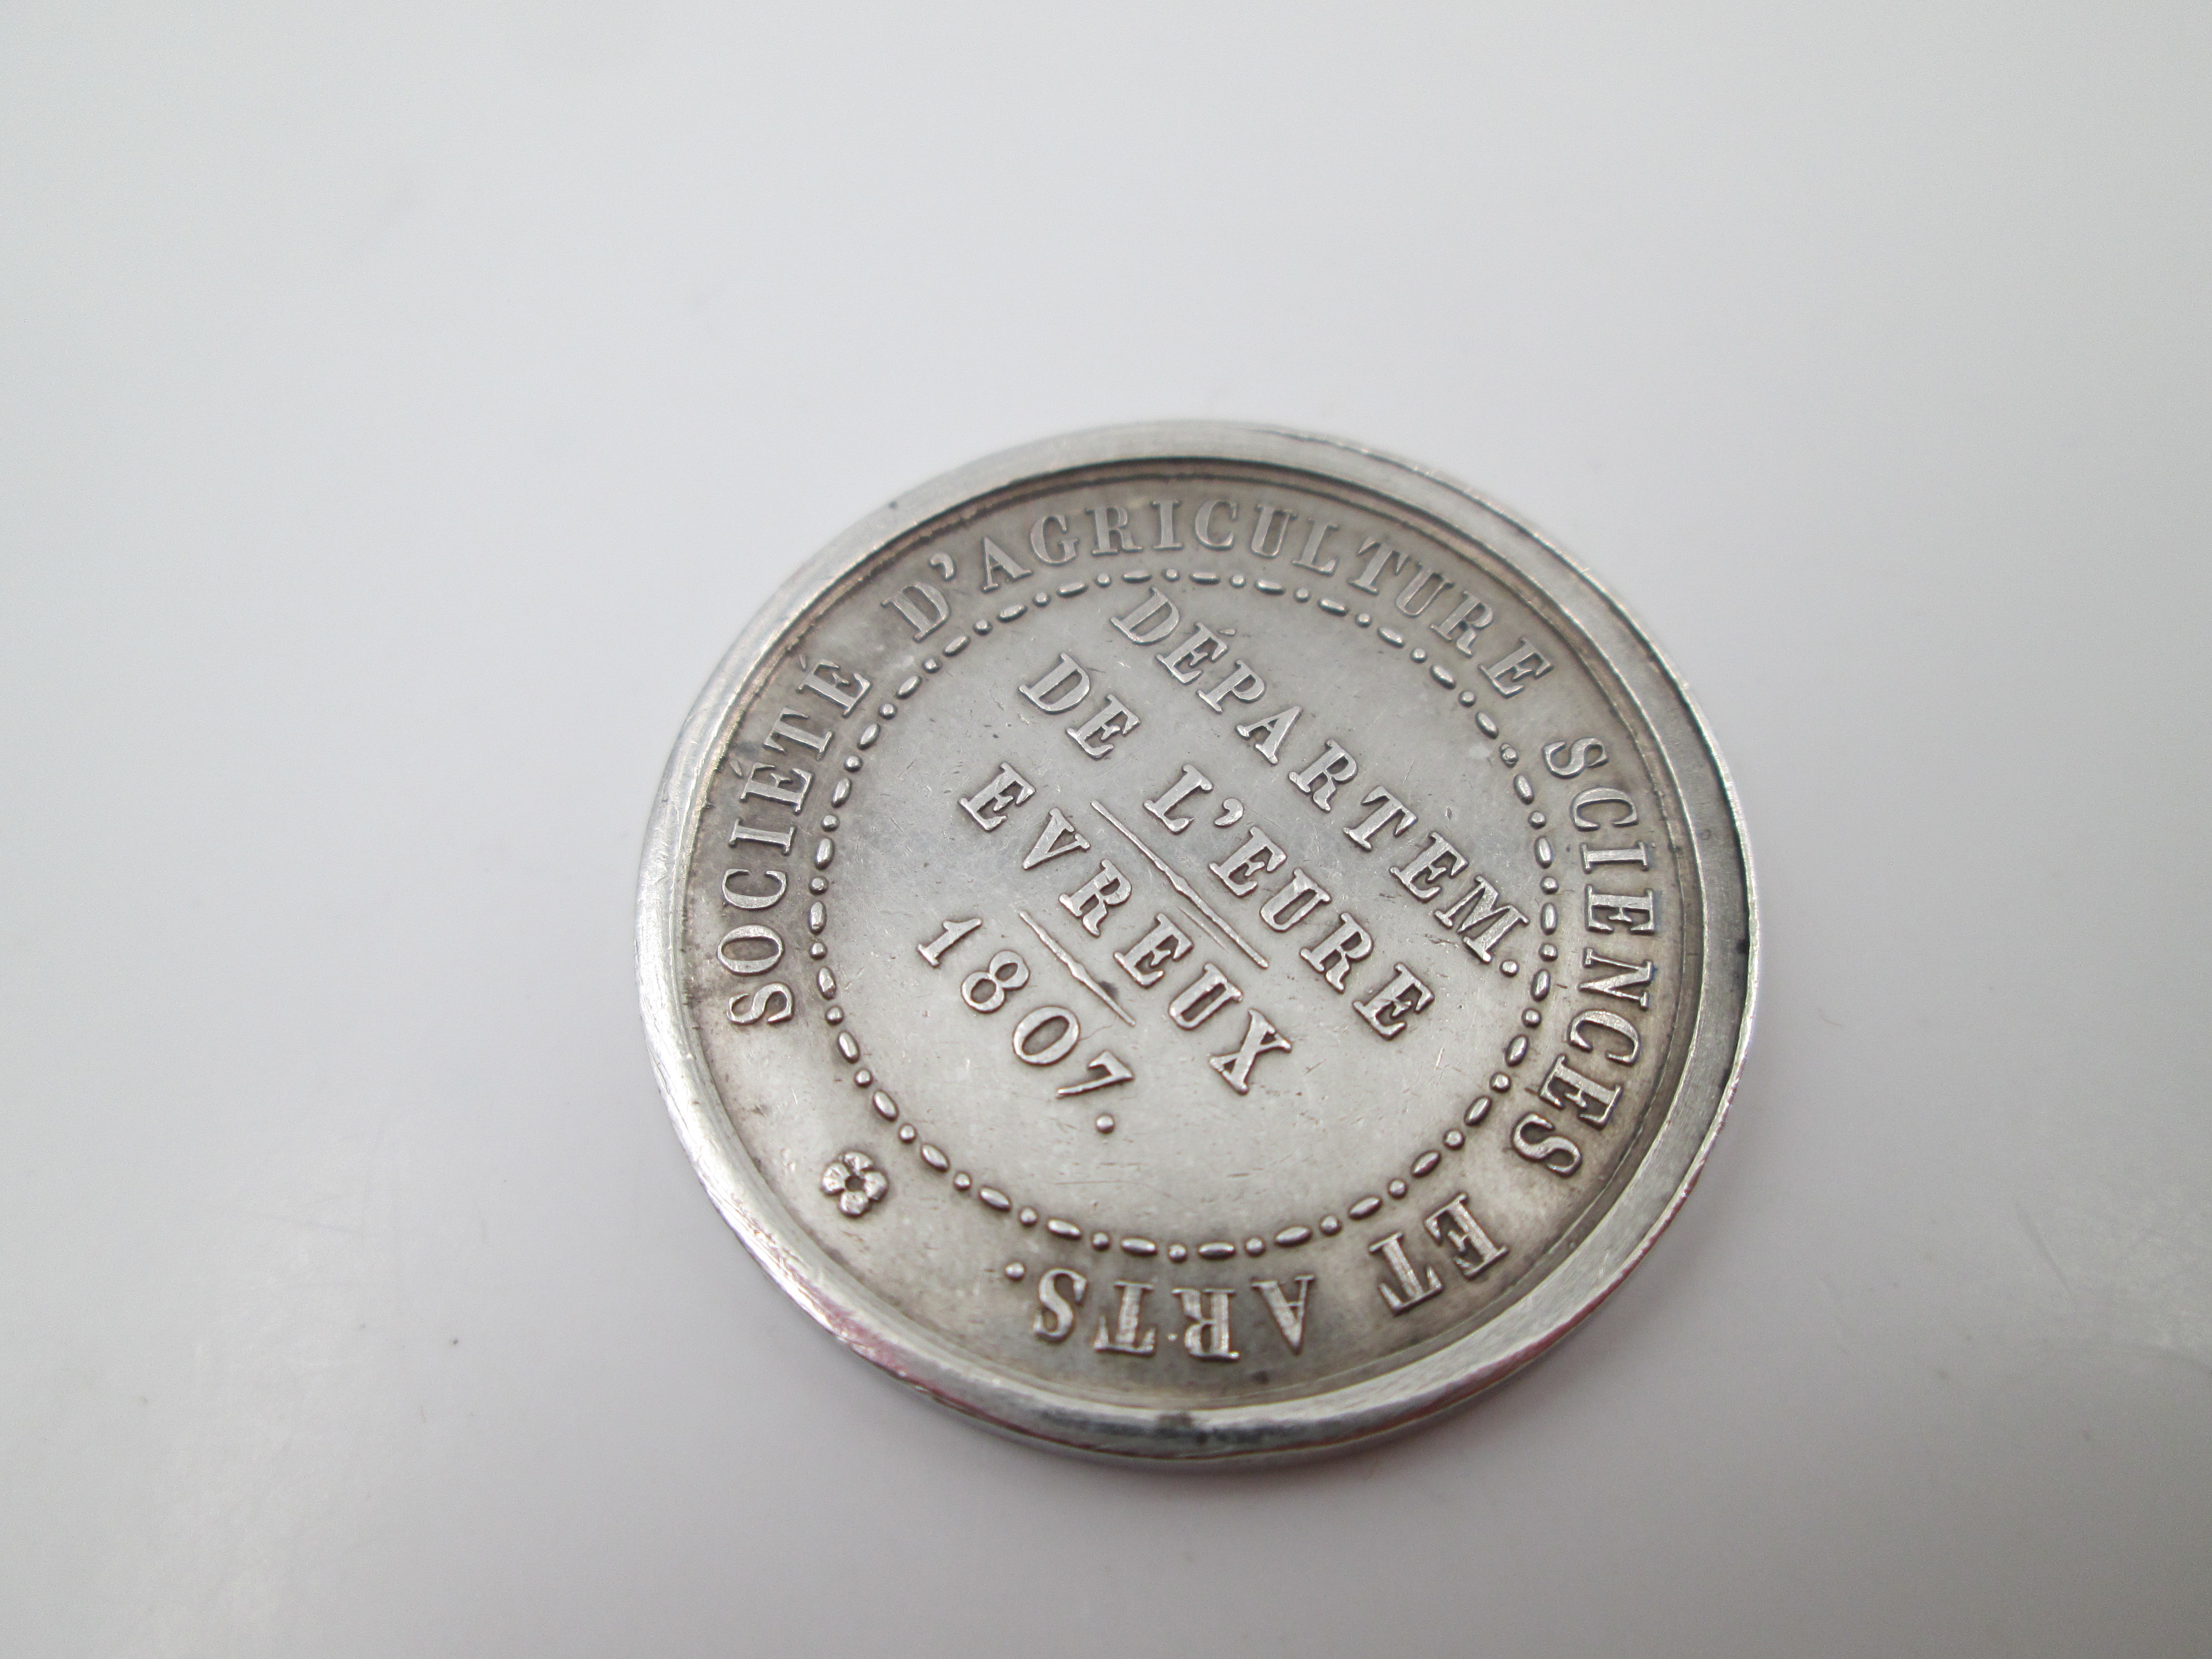 SOCIÉTÉ D'AGRICULTURE SCIENCES ET ARTS.
DÉPARTEM.
DE L'EURE
EVREUX
1807.